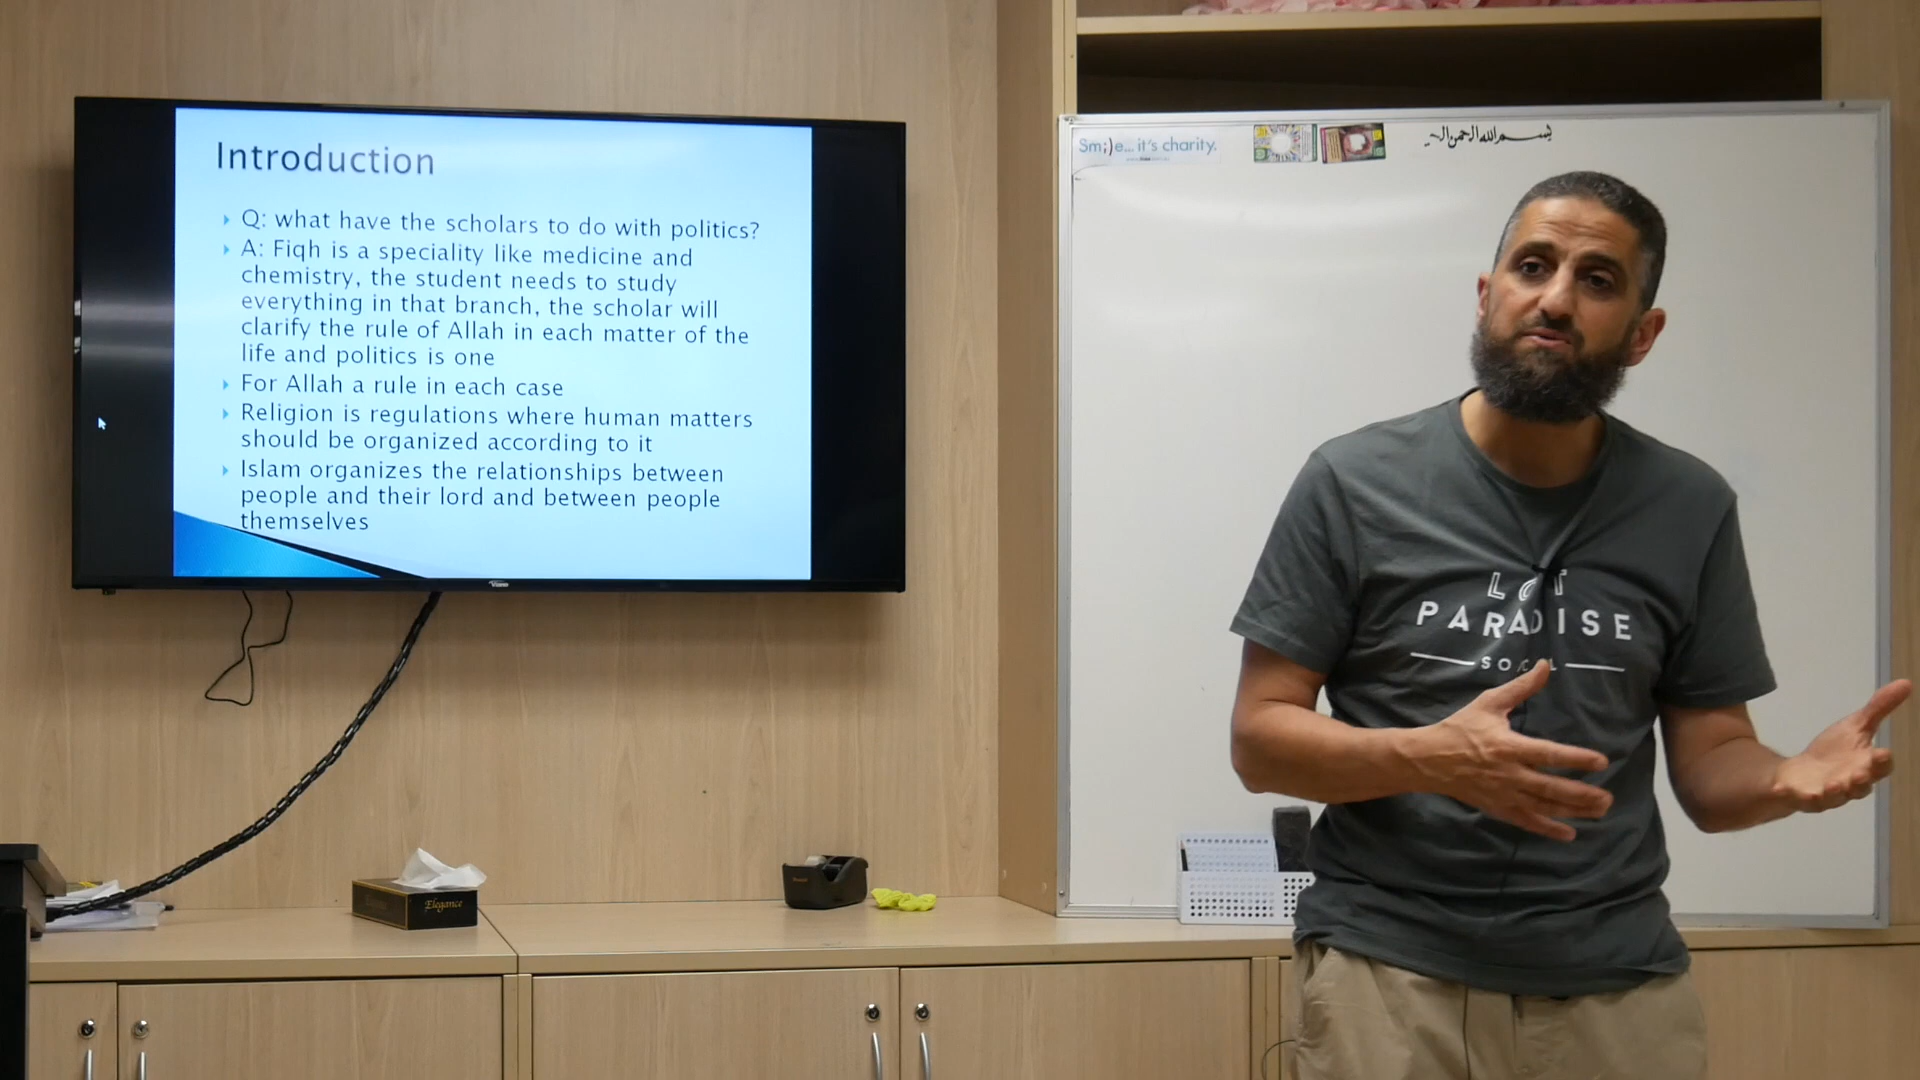 Introduction
Q: what have the scholars to do with politics?
A: Fiqh is a speciality like medicine and
chemistry, the student needs to study
everything in that branch, the scholar will
clarify the rule of Allah in each matter of the
life and politics is one
For Allah a rule in each case
Religion is regulations where human matters
should be organized according to it
Islam organizes the relationships between
people and their lord and between people
themselves
Sm;)e... it's charity.
بسم الله الرحمن
PARADISE
Elegance